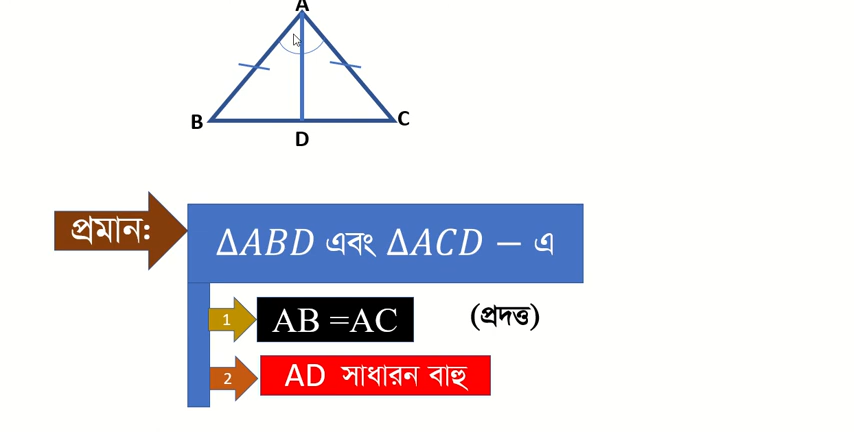 A
B
C
D
প্রমান:
ΔABD এবং ΔACD − এ
1
AB =AC
(প্রদত্ত)
2
AD সাধারন বাহু